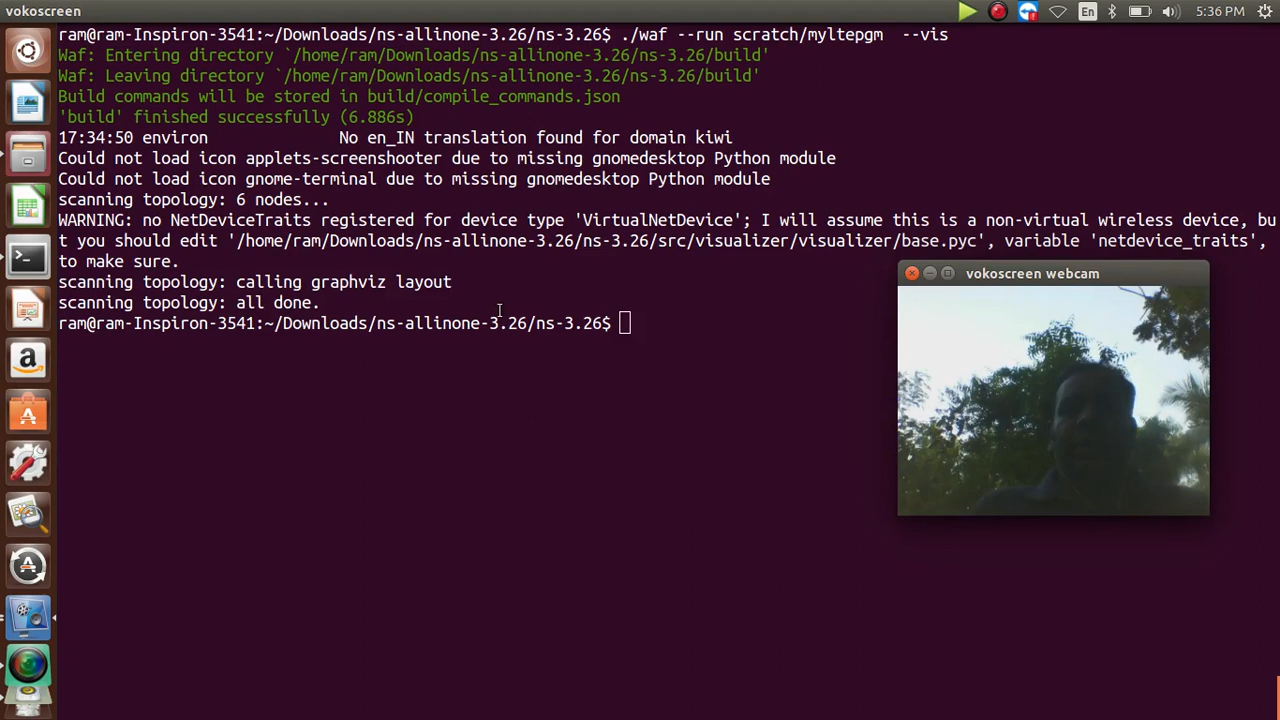 vokoscreen
En
5:36 PM
ram@ram-Inspiron-3541:~/Downloads/ns-allinone-3.26/ns-3.26$ ./waf --run scratch/myltepgm  --vis
Waf: Entering directory `/home/ram/Downloads/ns-allinone-3.26/ns-3.26/build'
Waf: Leaving directory `/home/ram/Downloads/ns-allinone-3.26/ns-3.26/build'
Build commands will be stored in build/compile_commands.json
'build' finished successfully (6.886s)
17:34:50 environ              No en_IN translation found for domain kiwi
Could not load icon applets-screenshooter due to missing gnomedesktop Python module
Could not load icon gnome-terminal due to missing gnomedesktop Python module
scanning topology: 6 nodes...
WARNING: no NetDeviceTraits registered for device type 'VirtualNetDevice'; I will assume this is a non-virtual wireless device, bu
t you should edit '/home/ram/Downloads/ns-allinone-3.26/ns-3.26/src/visualizer/visualizer/base.pyc', variable 'netdevice_traits',
to make sure.
scanning topology: calling graphviz layout
scanning topology: all done.
ram@ram-Inspiron-3541:~/Downloads/ns-allinone-3.26/ns-3.26$
vokoscreen webcam